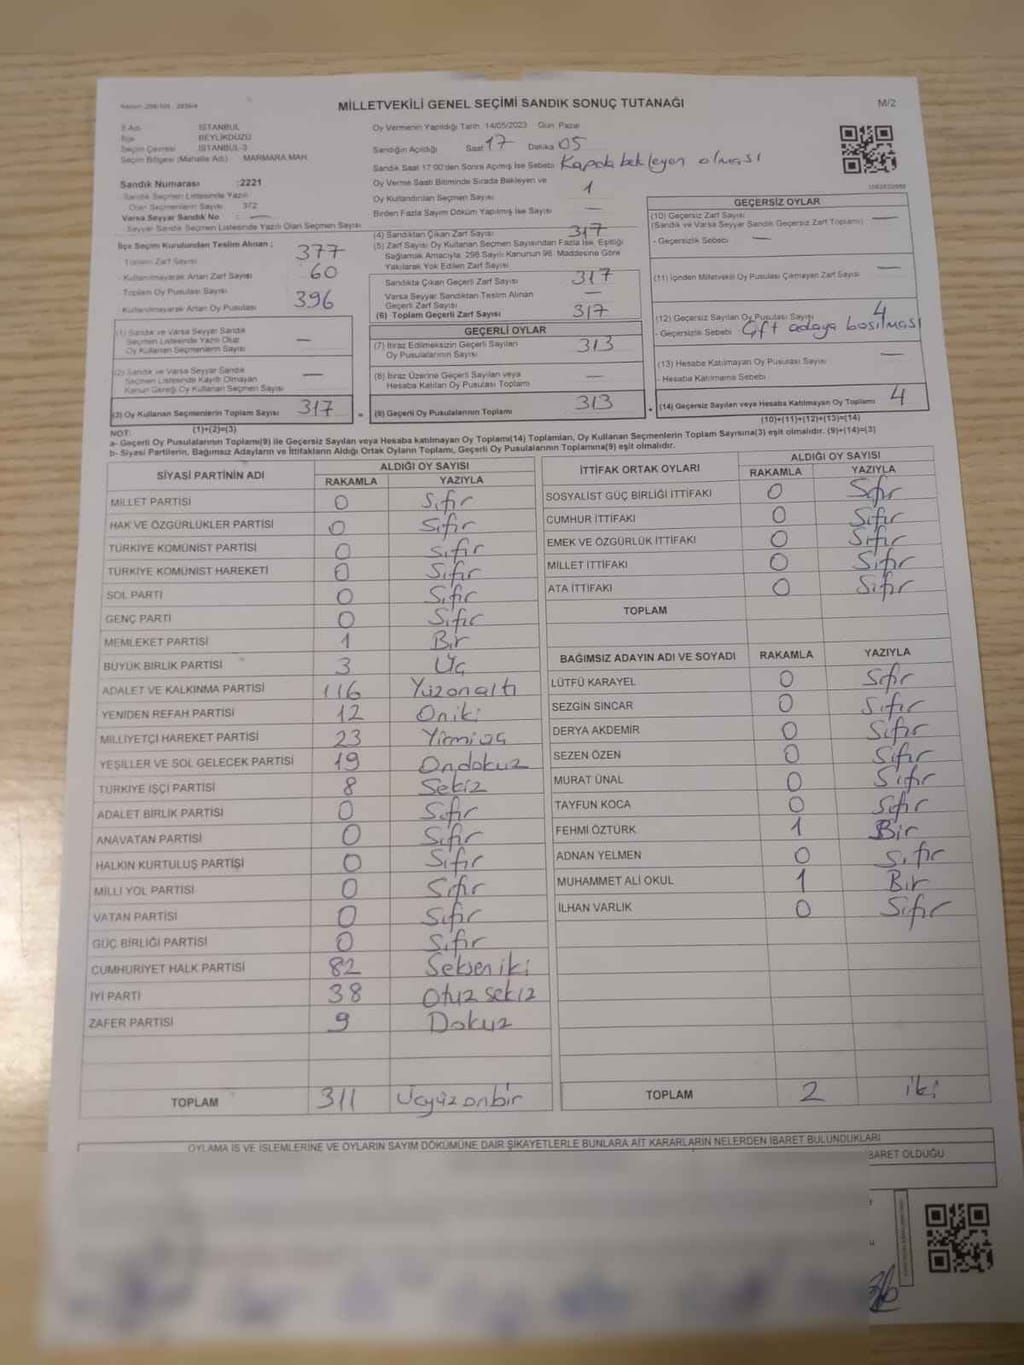 MİLLETVEKİLİ GENEL SEÇİMİ SANDIK SONUÇ TUTANAĞI
M/2
İl Adı İSTANBUL
İlçe BEYLİKDÜZÜ
Seçim Çevresi İSTANBUL-3
Seçim Bölgesi (Mahalle Adı) MARMARA MAH.
Sandık Numarası :2221
Sandık Seçmen Listesinde Yazılı
Olan Seçmenlerin Sayısı 372
Varsa Seyyar Sandık No : —
Seyyar Sandık Seçmen Listesinde Yazılı Olan Seçmen Sayısı
Oy Vermenin Yapıldığı Tarih :14/05/2023 Gün: Pazar
Sandığın Açıldığı Saat 17 Dakika 05
Sandık Saat 17:00'den Sonra Açılmış İse Sebebi Kapıda bekleyen olması
Oy Verme Saati Bitiminde Sırada Bekleyen ve
Oy Kullandırılan Seçmen Sayısı 1
Birden Fazla Sayım Döküm Yapılmış İse Sayısı —
İlçe Seçim Kurulundan Teslim Alınan ;
Toplam Zarf Sayısı 377
- Kullanılmayarak Artan Zarf Sayısı 60
Toplam Oy Pusulası Sayısı 396
- Kullanılmayarak Artan Oy Pusulası
(1) Sandık ve Varsa Seyyar Sandık
Seçmen Listesinde Yazılı Olup
Oy Kullanan Seçmenlerin Sayısı —
(2) Sandık ve Varsa Seyyar Sandık
Seçmen Listesinde Kayıtlı Olmayan
Kanun Gereği Oy Kullanan Seçmen Sayısı —
(3) Oy Kullanan Seçmenlerin Toplam Sayısı 317
(1)+(2)=(3)
(4) Sandıktan Çıkan Zarf Sayısı 317
(5) Zarf Sayısı Oy Kullanan Seçmen Sayısından Fazla İse, Eşitliği
Sağlamak Amacıyla, 298 Sayılı Kanunun 98. Maddesine Göre
Yakılarak Yok Edilen Zarf Sayısı
Sandıkta Çıkan Geçerli Zarf Sayısı 317
Varsa Seyyar Sandıktan Teslim Alınan
Geçerli Zarf Sayısı —
(6) Toplam Geçerli Zarf Sayısı 317
GEÇERLİ OYLAR
(7) İtiraz Edilmeksizin Geçerli Sayılan
Oy Pusulalarının Sayısı 313
(8) İtiraz Üzerine Geçerli Sayılan veya
Hesaba Katılan Oy Pusulası Toplamı —
(9) Geçerli Oy Pusulalarının Toplamı 313
GEÇERSİZ OYLAR
(10) Geçersiz Zarf Sayısı —
(Sandık ve Varsa Seyyar Sandık Geçersiz Zarf Toplamı)
- Geçersizlik Sebebi —
(11) İçinden Milletvekili Oy Pusulası Çıkmayan Zarf Sayısı —
(12) Geçersiz Sayılan Oy Pusulası Sayısı 4
- Geçersizlik Sebebi Çift adaya basılması
(13) Hesaba Katılmayan Oy Pusulası Sayısı —
- Hesaba Katılmama Sebebi
(14) Geçersiz Sayılan veya Hesaba Katılmayan Oy Toplamı 4
(10)+(11)+(12)+(13)=(14)
NOT:
a- Geçerli Oy Pusulalarının Toplamı(9) ile Geçersiz Sayılan veya Hesaba katılmayan Oy Toplamı(14) Toplamları, Oy Kullanan Seçmenlerin Toplam Sayısına(3) eşit olmalıdır. (9)+(14)=(3)
b- Siyasi Partilerin, Bağımsız Adayların ve İttifakların Aldığı Ortak Oyların Toplamı, Geçerli Oy Pusulalarının Toplamına(9) eşit olmalıdır.
SİYASİ PARTİNİN ADI ALDIĞI OY SAYISI
RAKAMLA YAZIYLA
MİLLET PARTİSİ 0 Sıfır
HAK VE ÖZGÜRLÜKLER PARTİSİ 0 Sıfır
TÜRKİYE KOMÜNİST PARTİSİ 0 Sıfır
TÜRKİYE KOMÜNİST HAREKETİ 0 Sıfır
SOL PARTİ 0 Sıfır
GENÇ PARTİ 0 Sıfır
MEMLEKET PARTİSİ 1 Bir
BÜYÜK BİRLİK PARTİSİ 3 Üç
ADALET VE KALKINMA PARTİSİ 116 Yüzonaltı
YENİDEN REFAH PARTİSİ 12 Oniki
MİLLİYETÇİ HAREKET PARTİSİ 23 Yirmiüç
YEŞİLLER VE SOL GELECEK PARTİSİ 19 Ondokuz
TÜRKİYE İŞÇİ PARTİSİ 8 Sekiz
ADALET BİRLİK PARTİSİ 0 Sıfır
ANAVATAN PARTİSİ 0 Sıfır
HALKIN KURTULUŞ PARTİSİ 0 Sıfır
MİLLİ YOL PARTİSİ 0 Sıfır
VATAN PARTİSİ 0 Sıfır
GÜÇ BİRLİĞİ PARTİSİ 0 Sıfır
CUMHURİYET HALK PARTİSİ 82 Seksen iki
İYİ PARTİ 38 Otuz sekiz
ZAFER PARTİSİ 9 Dokuz
TOPLAM 311 Üçyüz onbir
İTTİFAK ORTAK OYLARI ALDIĞI OY SAYISI
RAKAMLA YAZIYLA
SOSYALİST GÜÇ BİRLİĞİ İTTİFAKI 0 Sıfır
CUMHUR İTTİFAKI 0 Sıfır
EMEK VE ÖZGÜRLÜK İTTİFAKI 0 Sıfır
MİLLET İTTİFAKI 0 Sıfır
ATA İTTİFAKI 0 Sıfır
TOPLAM
BAĞIMSIZ ADAYIN ADI VE SOYADI RAKAMLA YAZIYLA
LÜTFÜ KARAYEL 0 Sıfır
SEZGİN SİNCAR 0 Sıfır
DERYA AKDEMİR 0 Sıfır
SEZEN ÖZEN 0 Sıfır
MURAT ÜNAL 0 Sıfır
TAYFUN KOCA 0 Sıfır
FEHMİ ÖZTÜRK 1 Bir
ADNAN YELMEN 0 Sıfır
MUHAMMET ALİ OKUL 1 Bir
İLHAN VARLIK 0 Sıfır
TOPLAM 2 iki
OYLAMA İŞ VE İŞLEMLERİNE VE OYLARIN SAYIM DÖKÜMÜNE DAİR ŞİKAYETLERLE BUNLARA AİT KARARLARIN NELERDEN İBARET BULUNDUKLARI
BARET OLDUĞU